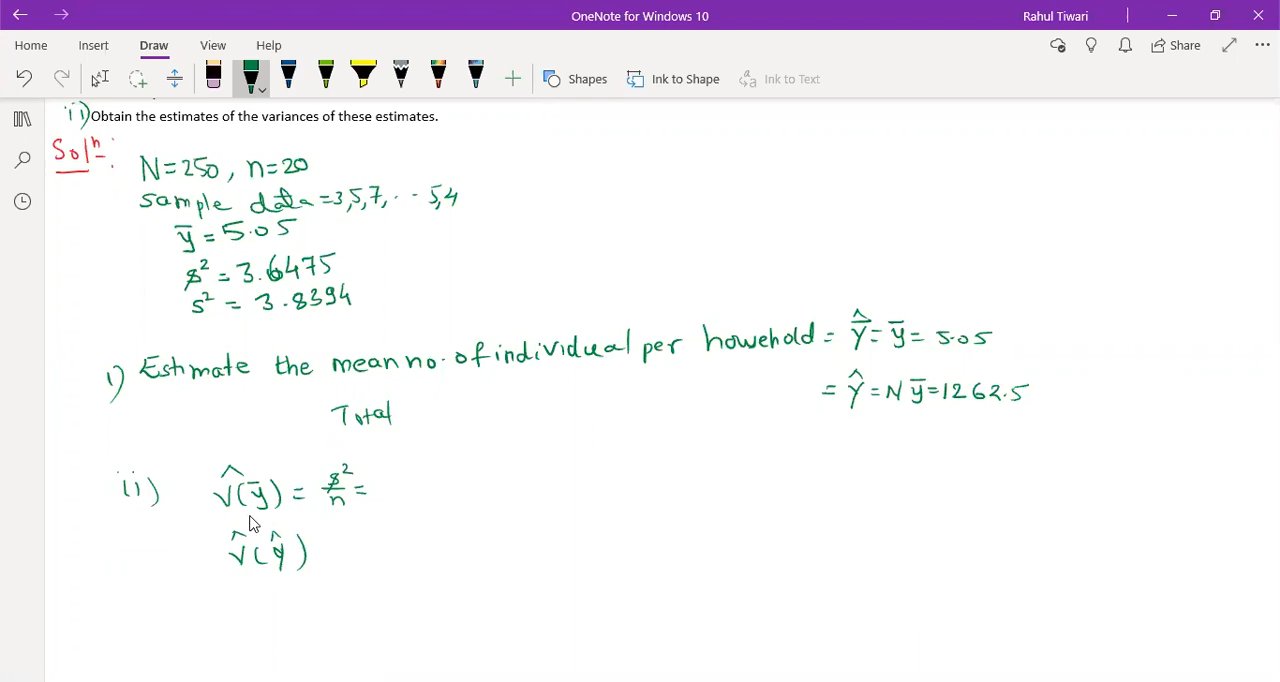 OneNote for Windows 10
Rahul Tiwari
Home Insert Draw View Help
Share
Shapes Ink to Shape Ink to Text
ii) Obtain the estimates of the variances of these estimates.
Solⁿ:
N=250, n=20
sample data = 3,5,7, ... 5,4
ȳ = 5.05
s² = 3.6475
s² = 3.8394
i) Estimate the mean no. of individual per howehold = Ȳ̂ = ȳ = 5.05
Total = Ŷ = N ȳ = 1262.5
ii) V̂(ȳ) = s²/n =
V̂(Ŷ)